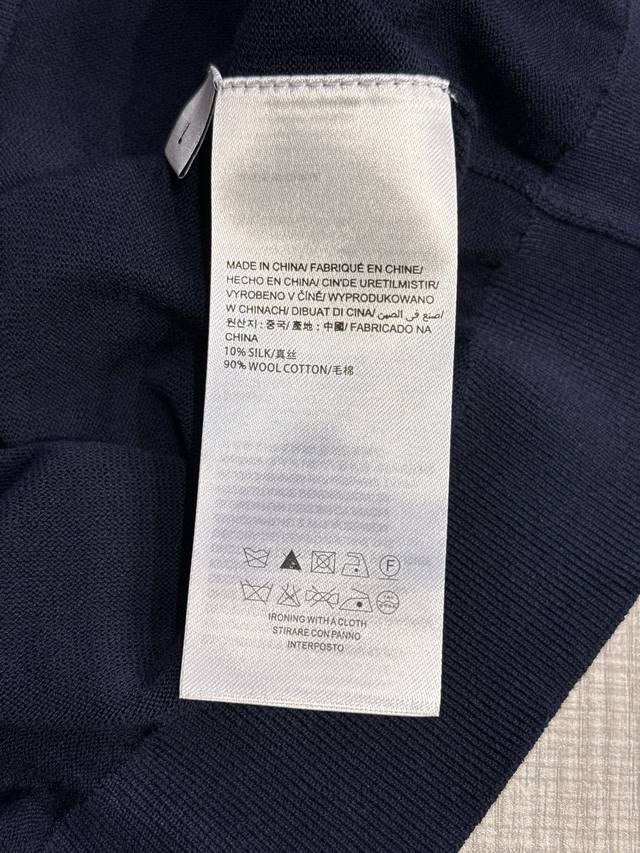 MADE IN CHINA/ FABRIQUÉ EN CHINE/
HECHO EN CHINA/ CIN'DE URETILMISTIR/
VYROBENO V ČÍNĚ/ WYPRODUKOWANO
W CHINACH/ DIBUAT DI CINA/ اصنع في الصين/
원산지 : 중국/ 產地 : 中國/ FABRICADO NA
CHINA
10% SILK/真丝
90% WOOL COTTON/毛棉
F
IRONING WITH A CLOTH
STIRARE CON PANNO
INTERPOSTO